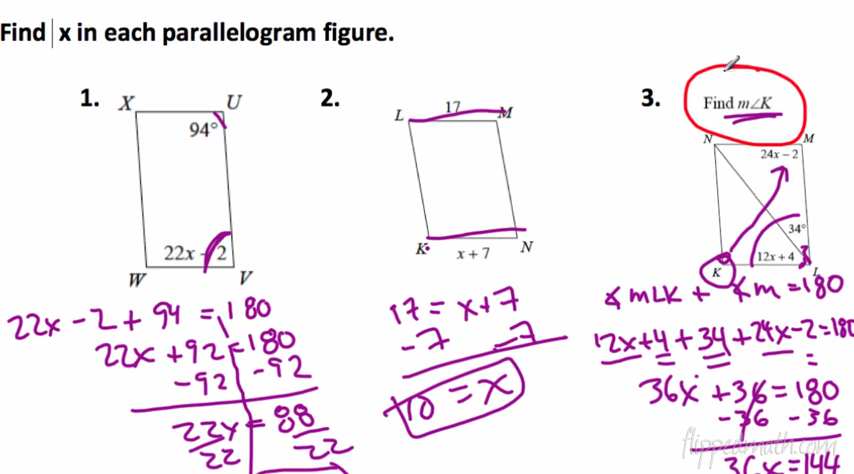 Find x in each parallelogram figure.
1.
X
U
94°
22x - 2
W
V
22x - 2 + 94 = 180
22x + 92 = 180
-92 -92
22x = 88
22 22
2.
L
17
M
K
x + 7
N
17 = x + 7
-7 -7
10 = x
3.
Find m∠K
N
M
24x - 2
34°
12x + 4
K
L
∡ m∠K + ∡m = 180
12x + 4 + 34 + 24x - 2 = 180
36x + 36 = 180
-36 -36
36x = 144
flippedmath.com